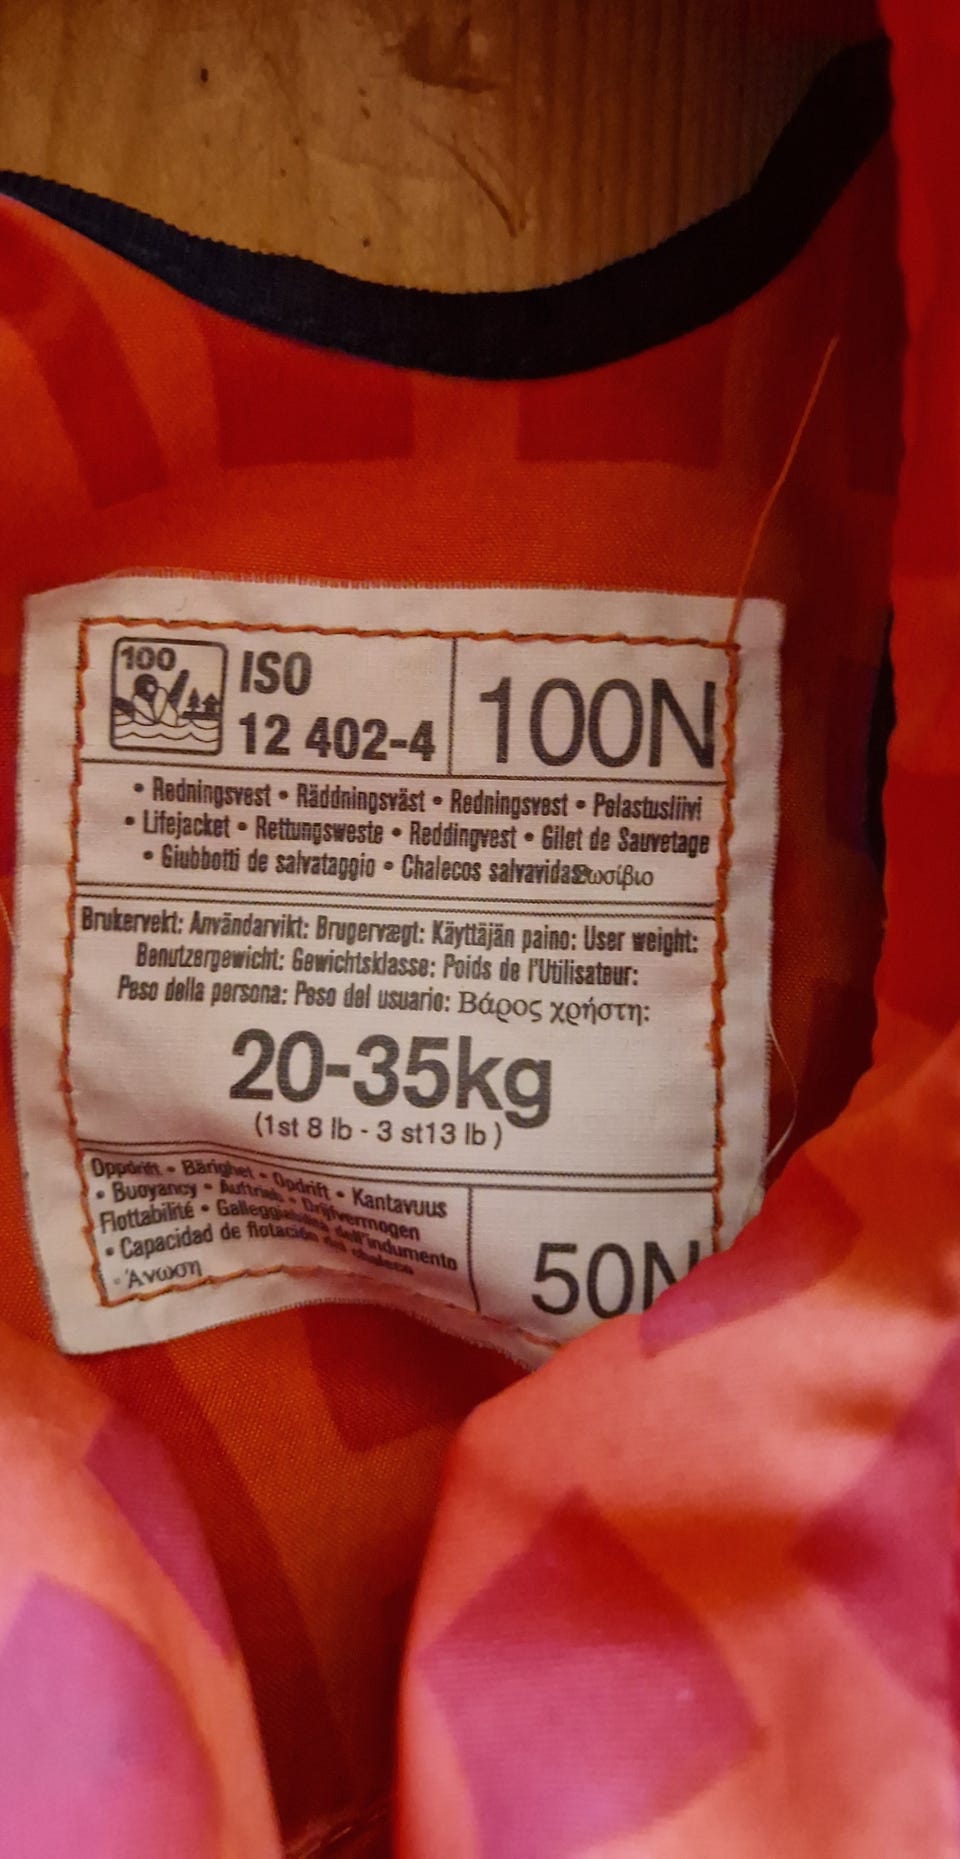 100
ISO
12 402-4
100N
• Redningsvest • Räddningsväst • Redningsvest • Pelastusliivi
• Lifejacket • Rettungsweste • Reddingvest • Gilet de Sauvetage
• Giubbotti de salvataggio • Chalecos salvavidas Σωσίβιο
Brukervekt: Användarvikt: Brugervægt: Käyttäjän paino: User weight:
Benutzergewicht: Gewichtsklasse: Poids de l'Utilisateur:
Peso della persona: Peso del usuario: Βάρος χρήστη:
20-35kg
(1st 8 lb - 3 st13 lb )
Oppdrift • Bärighet • Opdrift • Kantavuus
• Buoyancy • Auftrieb • Drijfvermogen
Flottabilité • dell'indumento
• Capacidad de flotación del chaleco
• Άνωση
50N